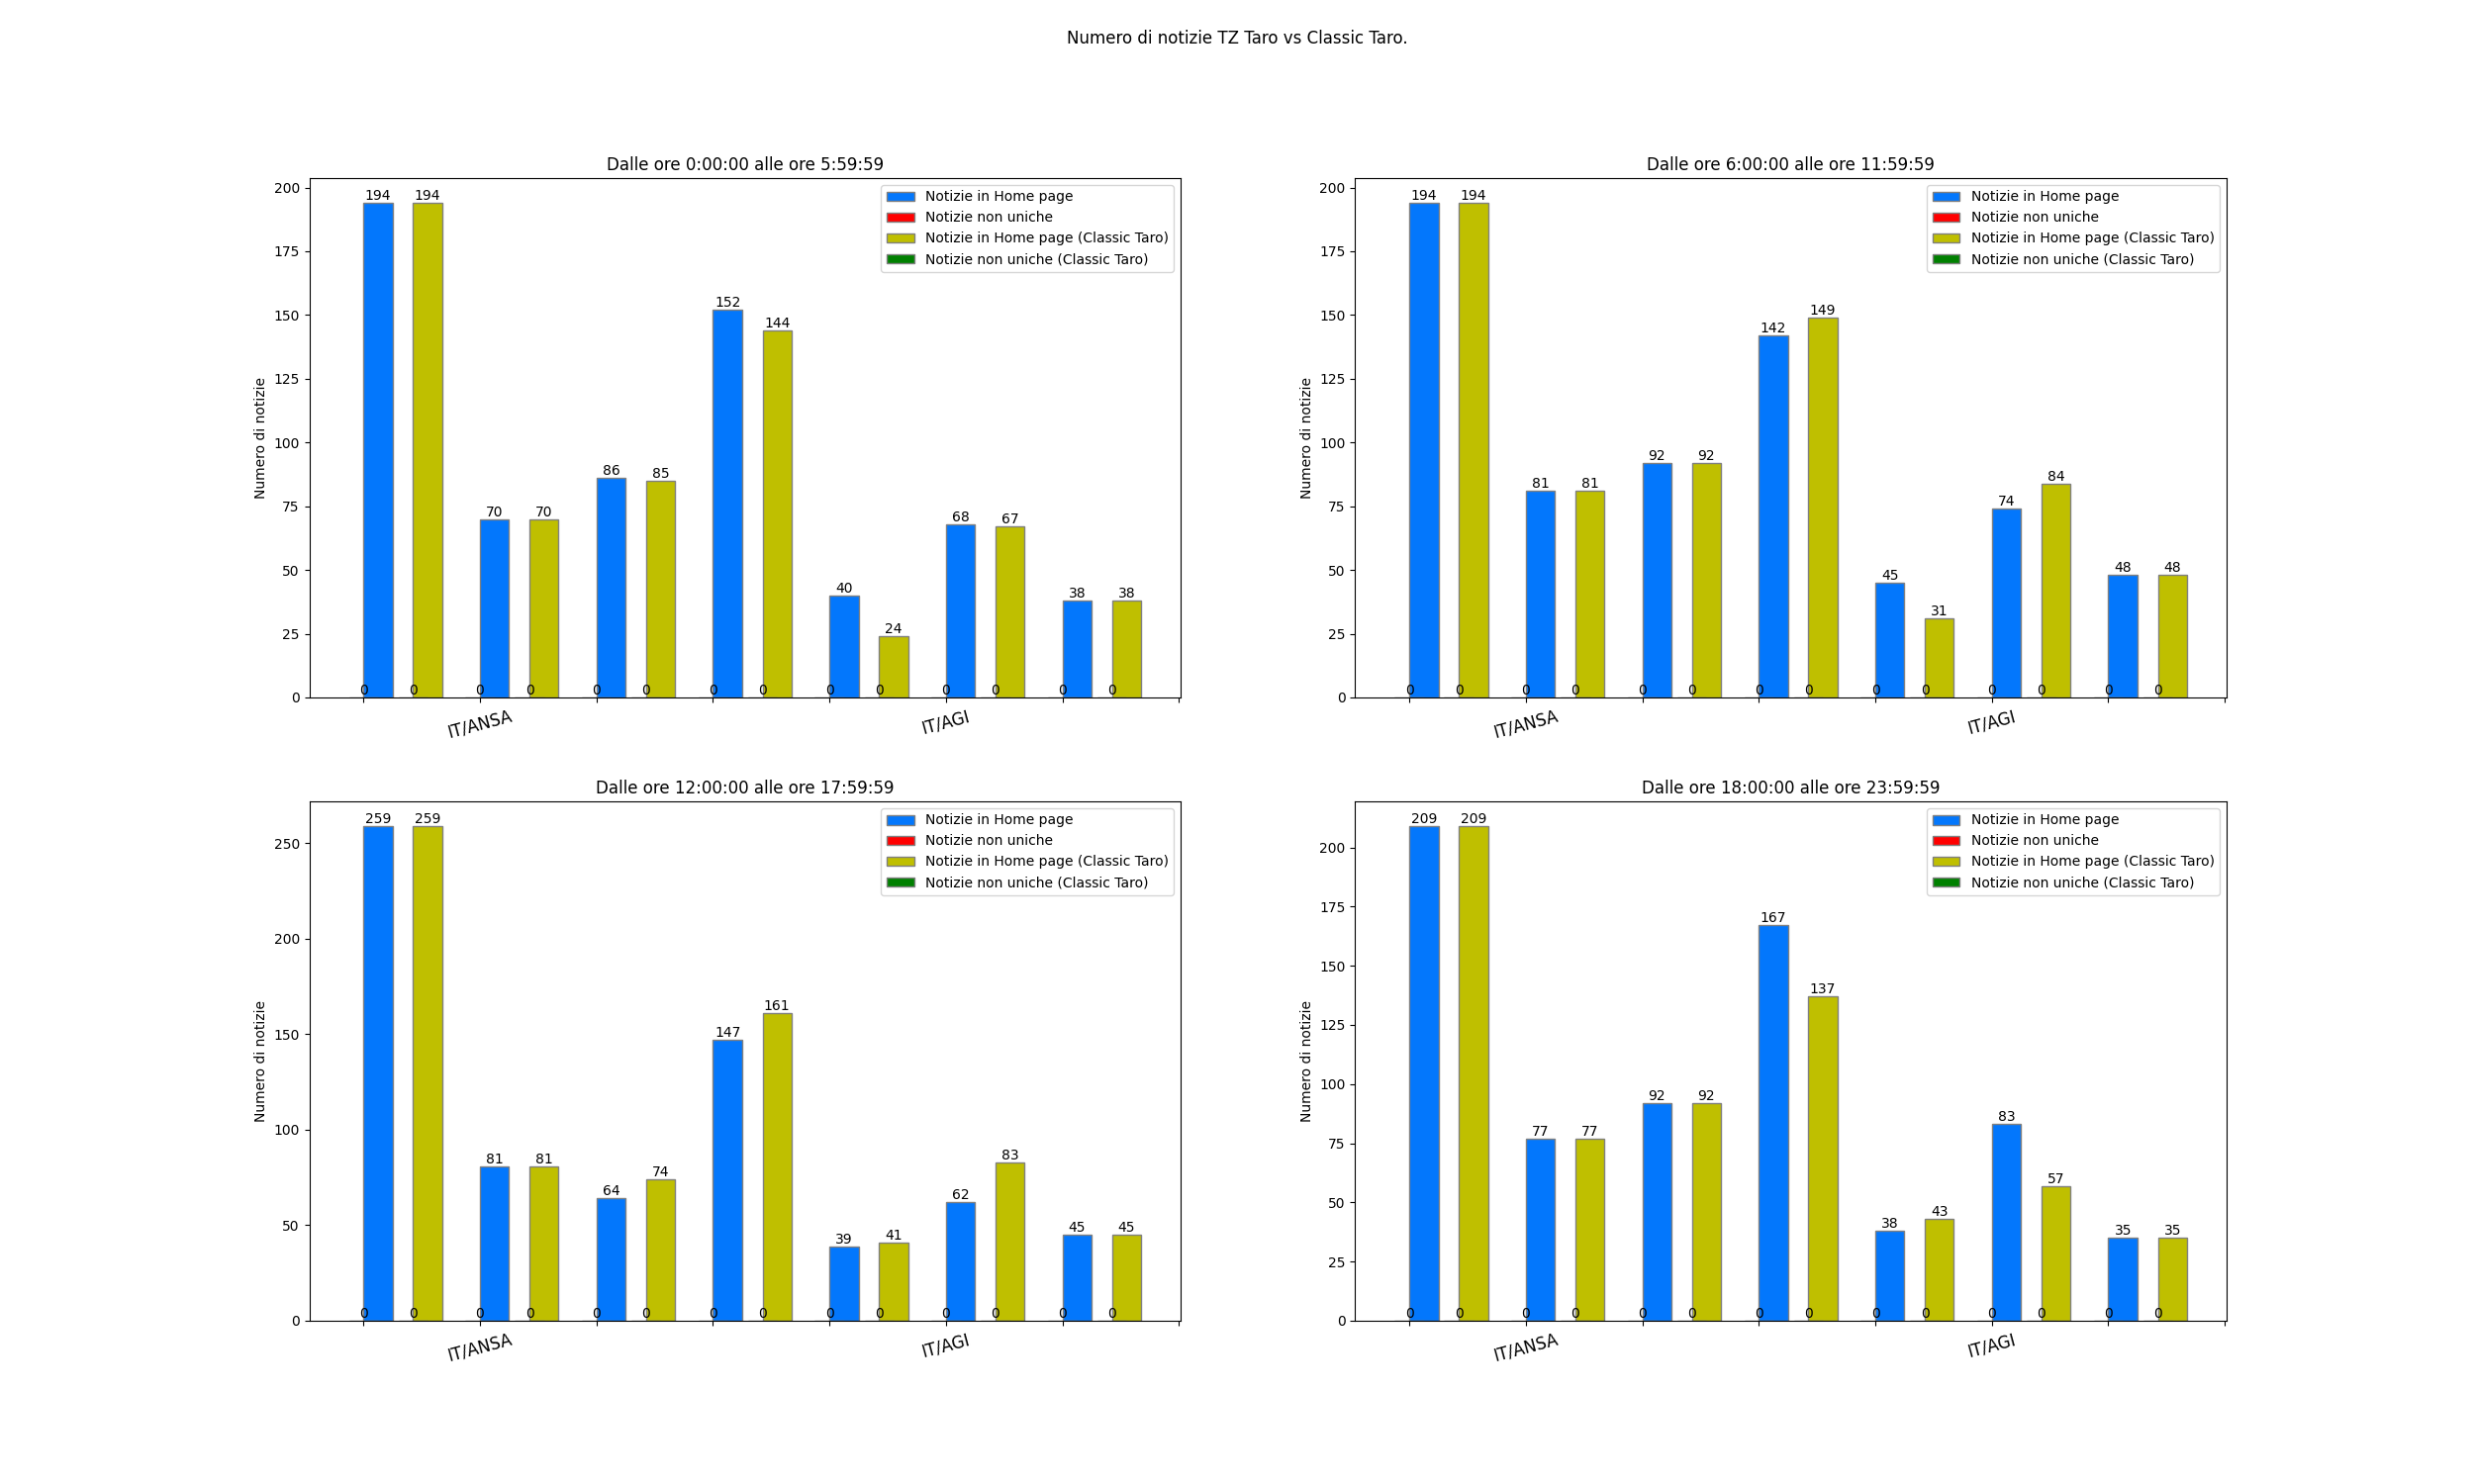 Numero di notizie TZ Taro vs Classic Taro.
Dalle ore 0:00:00 alle ore 5:59:59
Numero di notizie
200
175
150
125
100
75
50
25
0
194 194 70 70 86 85 152 144 40 24 68 67 38 38
0 0 0 0 0 0 0 0 0 0 0 0 0 0
Notizie in Home page
Notizie non uniche
Notizie in Home page (Classic Taro)
Notizie non uniche (Classic Taro)
IT/ANSA IT/AGI
Dalle ore 6:00:00 alle ore 11:59:59
Numero di notizie
200
175
150
125
100
75
50
25
0
194 194 81 81 92 92 142 149 45 31 74 84 48 48
0 0 0 0 0 0 0 0 0 0 0 0 0 0
Notizie in Home page
Notizie non uniche
Notizie in Home page (Classic Taro)
Notizie non uniche (Classic Taro)
IT/ANSA IT/AGI
Dalle ore 12:00:00 alle ore 17:59:59
Numero di notizie
250
200
150
100
50
0
259 259 81 81 64 74 147 161 39 41 62 83 45 45
0 0 0 0 0 0 0 0 0 0 0 0 0 0
Notizie in Home page
Notizie non uniche
Notizie in Home page (Classic Taro)
Notizie non uniche (Classic Taro)
IT/ANSA IT/AGI
Dalle ore 18:00:00 alle ore 23:59:59
Numero di notizie
200
175
150
125
100
75
50
25
0
209 209 77 77 92 92 167 137 38 43 83 57 35 35
0 0 0 0 0 0 0 0 0 0 0 0 0 0
Notizie in Home page
Notizie non uniche
Notizie in Home page (Classic Taro)
Notizie non uniche (Classic Taro)
IT/ANSA IT/AGI